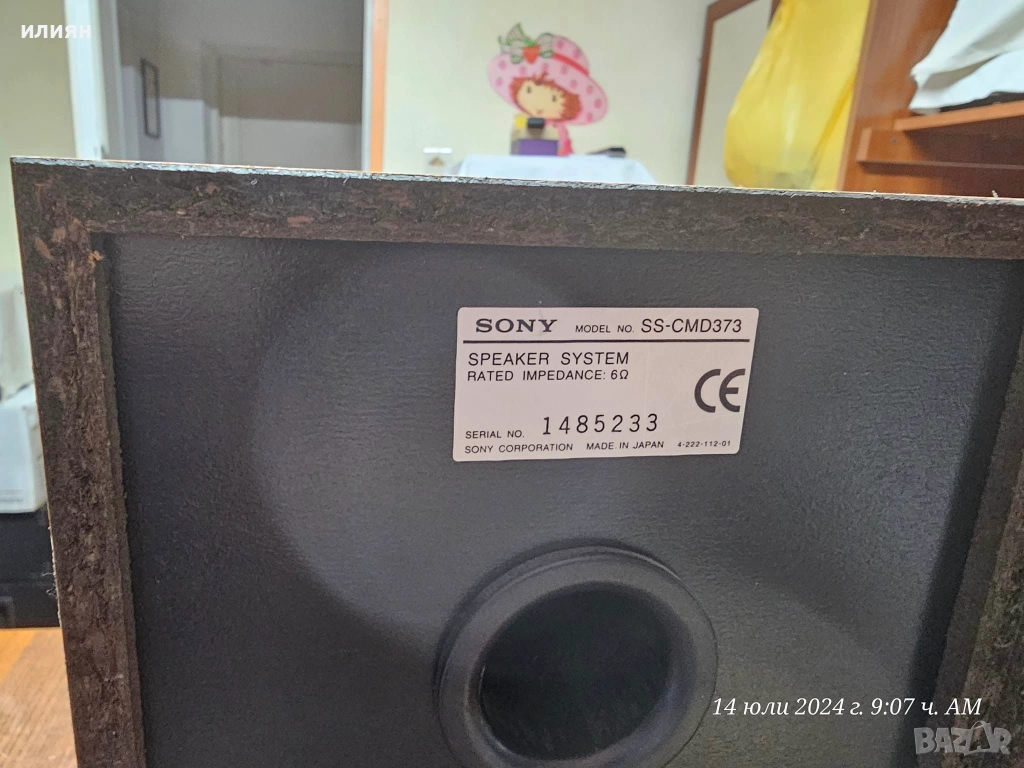 илиян
SONY MODEL NO. SS-CMD373
SPEAKER SYSTEM
RATED IMPEDANCE: 6Ω
CE
SERIAL NO. 1485233
SONY CORPORATION MADE IN JAPAN 4-222-112-01
14 юли 2024 г. 9:07 ч. AM
BAZAR